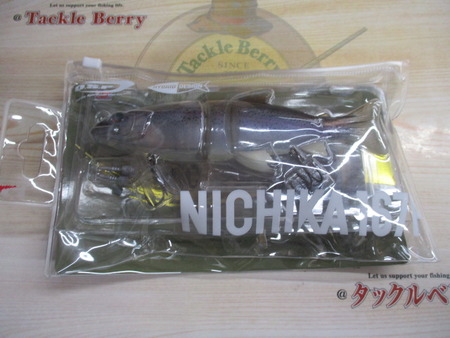 Let us support your fishing life.
@ Tackle Berry
Tackle Berry
SINCE
O.S.P
NICHIKA
Let us support your fishing
@ タックルベ